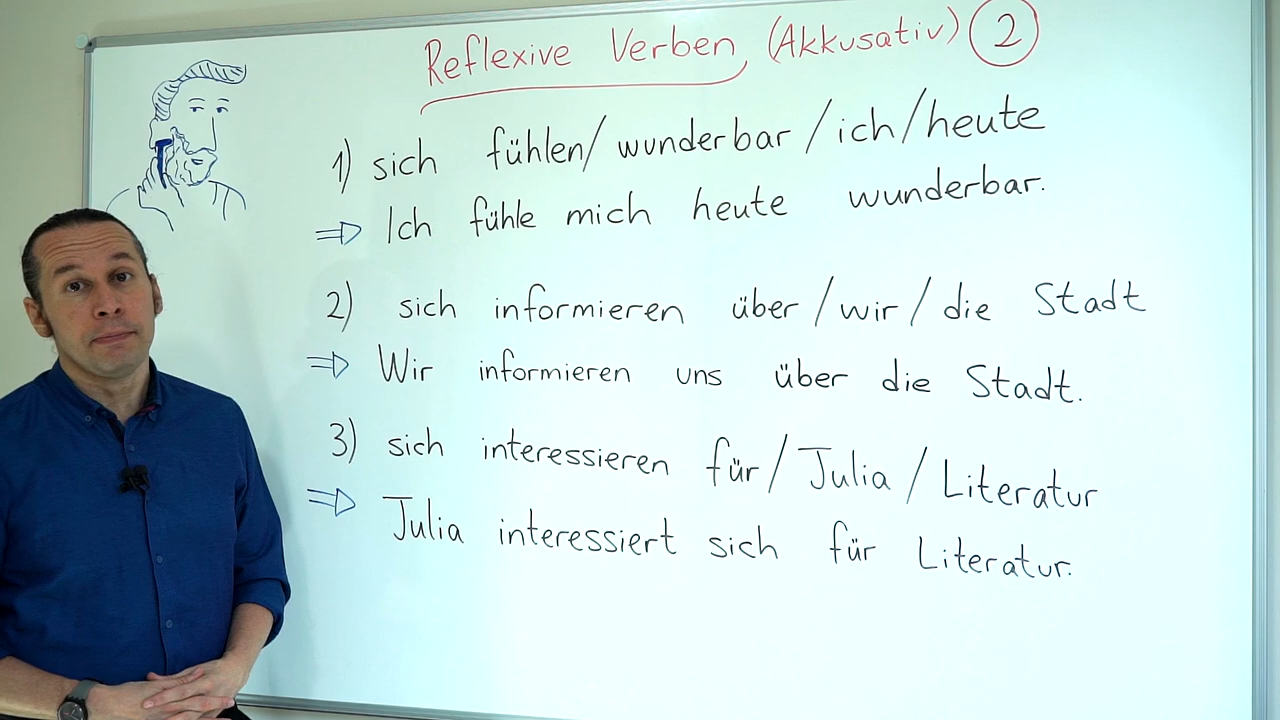 Reflexive Verben (Akkusativ) 2
1) sich fühlen/ wunderbar / ich / heute
⇒ Ich fühle mich heute wunderbar.
2) sich informieren über / wir / die Stadt
⇒ Wir informieren uns über die Stadt.
3) sich interessieren für / Julia / Literatur
⇒ Julia interessiert sich für Literatur.